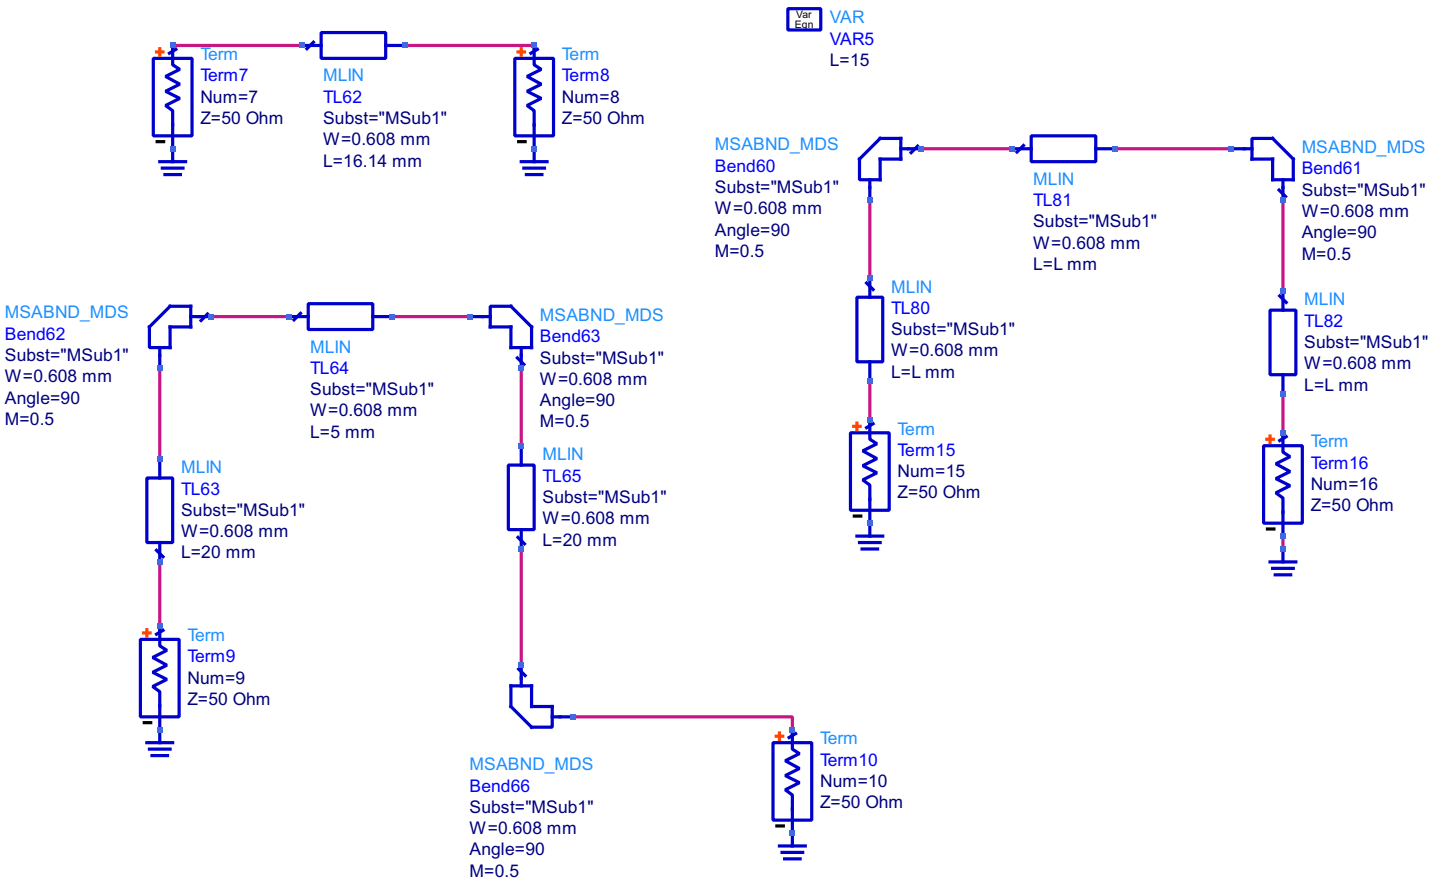 Term
Term7
Num=7
Z=50 Ohm
MLIN
TL62
Subst="MSub1"
W=0.608 mm
L=16.14 mm
Term
Term8
Num=8
Z=50 Ohm
Var
Eqn
VAR
VAR5
L=15
MSABND_MDS
Bend60
Subst="MSub1"
W=0.608 mm
Angle=90
M=0.5
MLIN
TL81
Subst="MSub1"
W=0.608 mm
L=L mm
MSABND_MDS
Bend61
Subst="MSub1"
W=0.608 mm
Angle=90
M=0.5
MLIN
TL80
Subst="MSub1"
W=0.608 mm
L=L mm
MLIN
TL82
Subst="MSub1"
W=0.608 mm
L=L mm
Term
Term15
Num=15
Z=50 Ohm
Term
Term16
Num=16
Z=50 Ohm
MSABND_MDS
Bend62
Subst="MSub1"
W=0.608 mm
Angle=90
M=0.5
MLIN
TL64
Subst="MSub1"
W=0.608 mm
L=5 mm
MSABND_MDS
Bend63
Subst="MSub1"
W=0.608 mm
Angle=90
M=0.5
MLIN
TL63
Subst="MSub1"
W=0.608 mm
L=20 mm
MLIN
TL65
Subst="MSub1"
W=0.608 mm
L=20 mm
Term
Term9
Num=9
Z=50 Ohm
MSABND_MDS
Bend66
Subst="MSub1"
W=0.608 mm
Angle=90
M=0.5
Term
Term10
Num=10
Z=50 Ohm